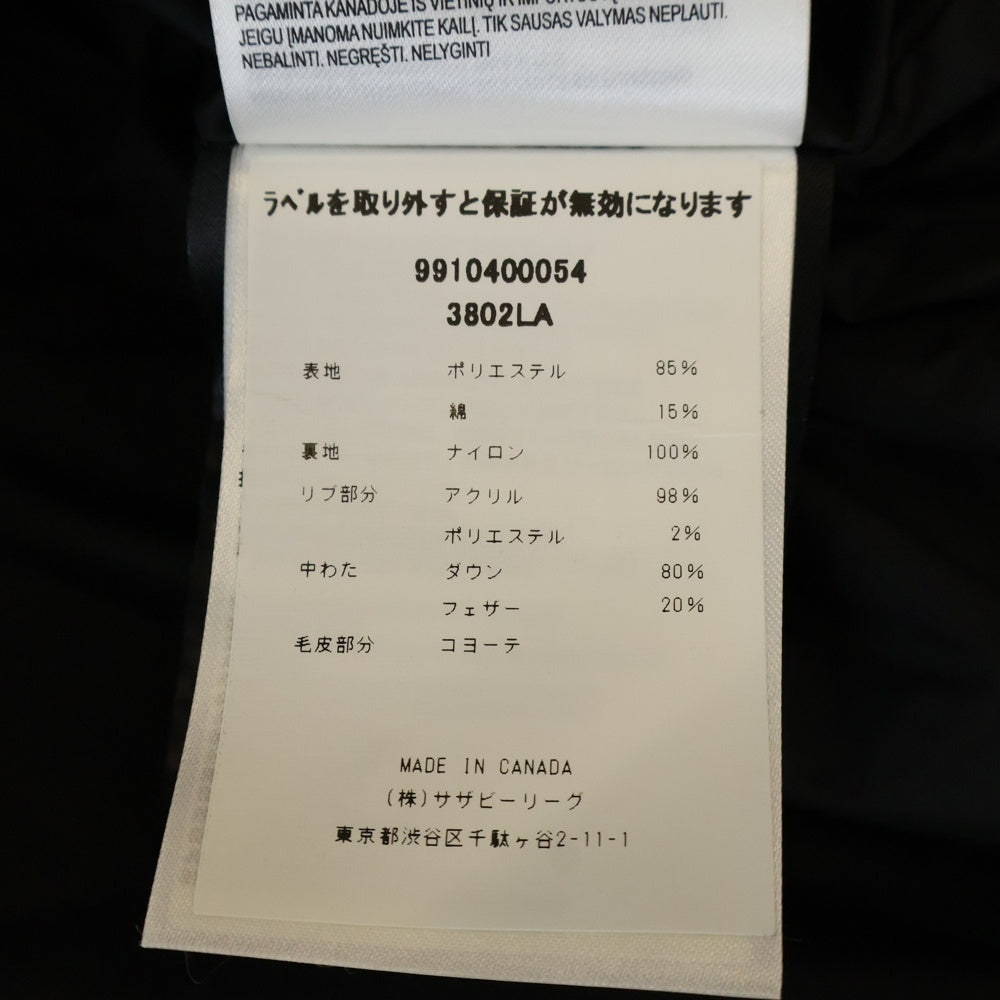 PAGAMINTA KANADOJE IŠ VIETINIŲ IR
JEIGU ĮMANOMA NUIMKITE KAILĮ. TIK SAUSAS VALYMAS NEPLAUTI.
NEBALINTI. NEGRĘŠTI. NELYGINTI
ラベルを取り外すと保証が無効になります
9910400054
3802LA
表地 ポリエステル 85%
綿 15%
裏地 ナイロン 100%
リブ部分 アクリル 98%
ポリエステル 2%
中わた ダウン 80%
フェザー 20%
毛皮部分 コヨーテ
MADE IN CANADA
(株)サザビーリーグ
東京都渋谷区千駄ヶ谷2-11-1